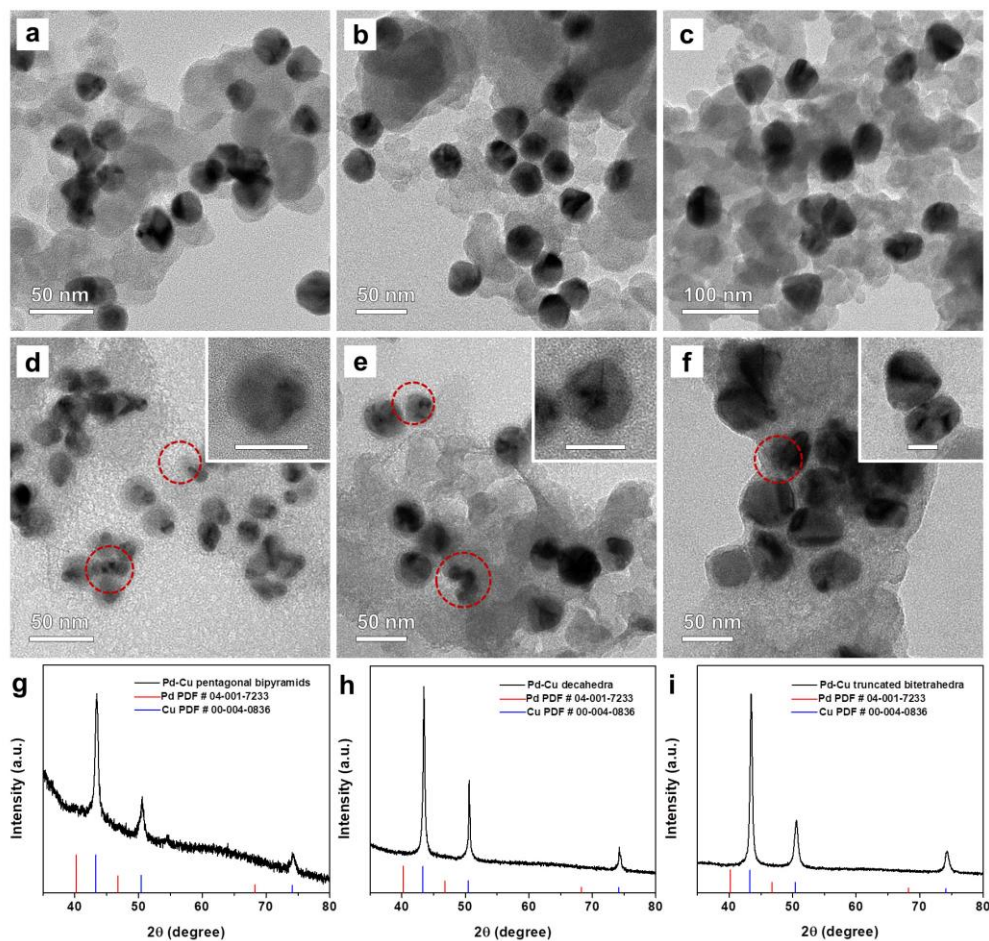 a
50 nm
b
50 nm
c
100 nm
d
50 nm
e
50 nm
f
50 nm
g
Pd-Cu pentagonal bipyramids
Pd PDF # 04-001-7233
Cu PDF # 00-004-0836
Intensity (a.u.)
40 50 60 70 80
2θ (degree)
h
Pd-Cu decahedra
Pd PDF # 04-001-7233
Cu PDF # 00-004-0836
Intensity (a.u.)
40 50 60 70 80
2θ (degree)
i
Pd-Cu truncated bitetrahedra
Pd PDF # 04-001-7233
Cu PDF # 00-004-0836
Intensity (a.u.)
40 50 60 70 80
2θ (degree)